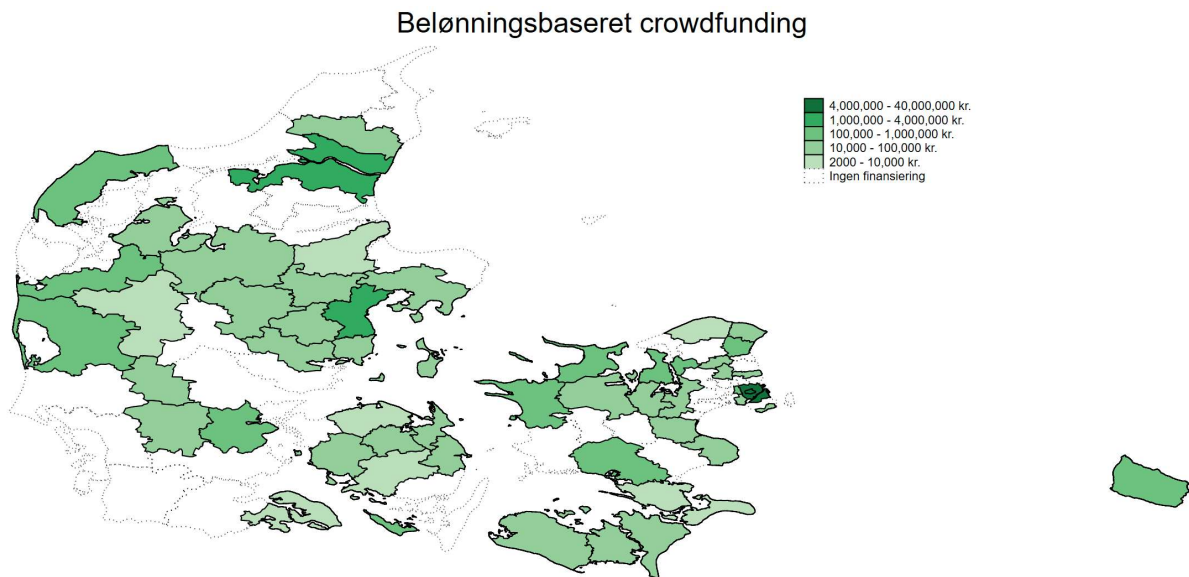 Belønningsbaseret crowdfunding
4,000,000 - 40,000,000 kr.
1,000,000 - 4,000,000 kr.
100,000 - 1,000,000 kr.
10,000 - 100,000 kr.
2000 - 10,000 kr.
Ingen finansiering